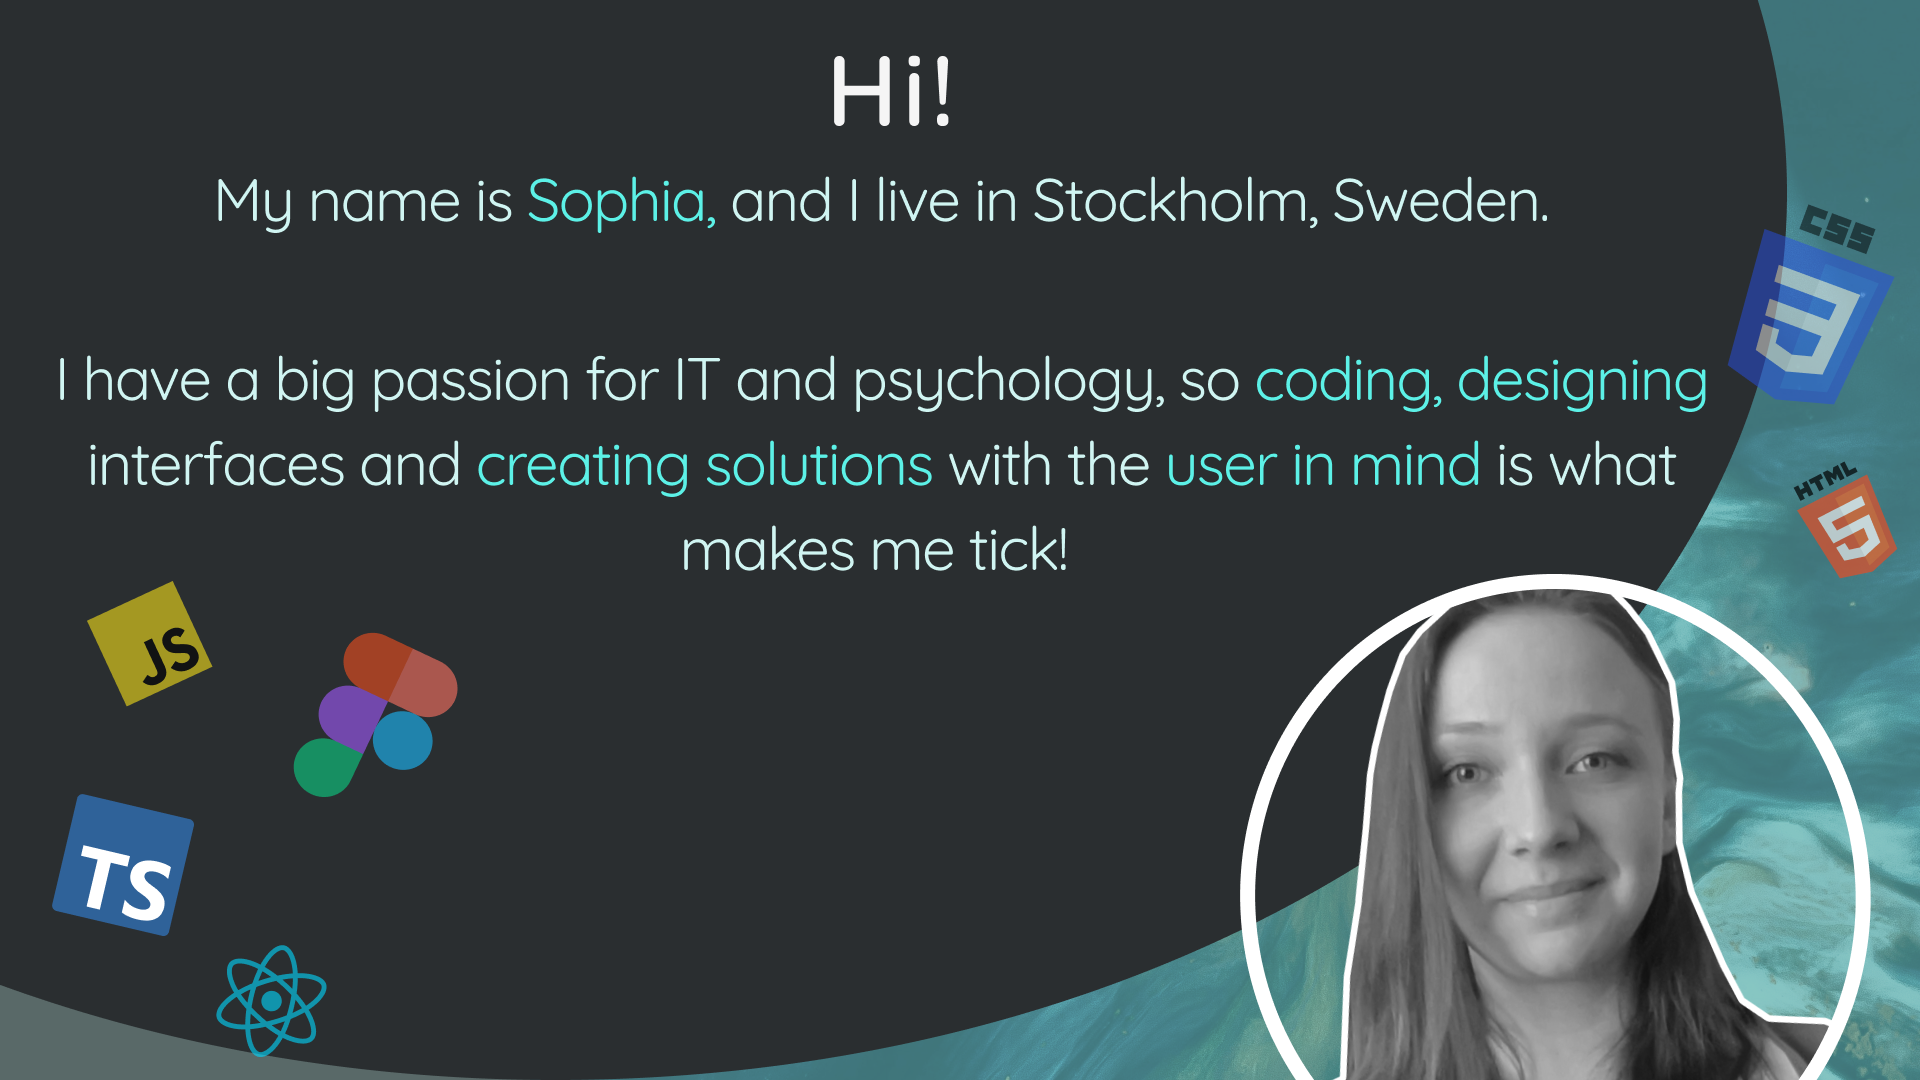 Hi!
My name is Sophia, and I live in Stockholm, Sweden.
I have a big passion for IT and psychology, so coding, designing
interfaces and creating solutions with the user in mind is what
makes me tick!
CSS
3
HTML
5
JS
TS